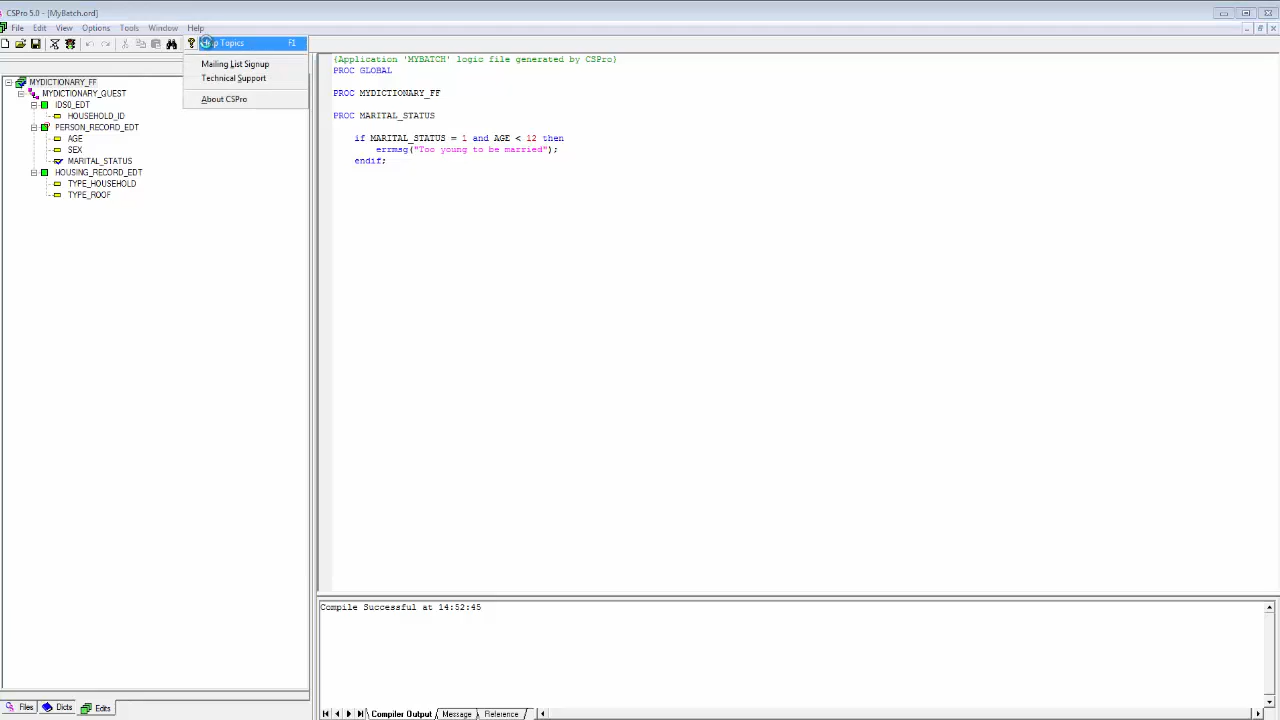 CSPro 5.0 - [MyBatch.ord]
File Edit View Options Tools Window Help
Topics F1
Mailing List Signup
Technical Support
About CSPro
MYDICTIONARY_FF
MYDICTIONARY_QUEST
IDS0_EDT
HOUSEHOLD_ID
PERSON_RECORD_EDT
AGE
SEX
MARITAL_STATUS
HOUSING_RECORD_EDT
TYPE_HOUSEHOLD
TYPE_ROOF
{Application 'MYBATCH' logic file generated by CSPro}
PROC GLOBAL
PROC MYDICTIONARY_FF
PROC MARITAL_STATUS
if MARITAL_STATUS = 1 and AGE < 12 then
errmsg("Too young to be married");
endif;
Compile Successful at 14:52:45
Files Dicts Edits
Compiler Output Message Reference